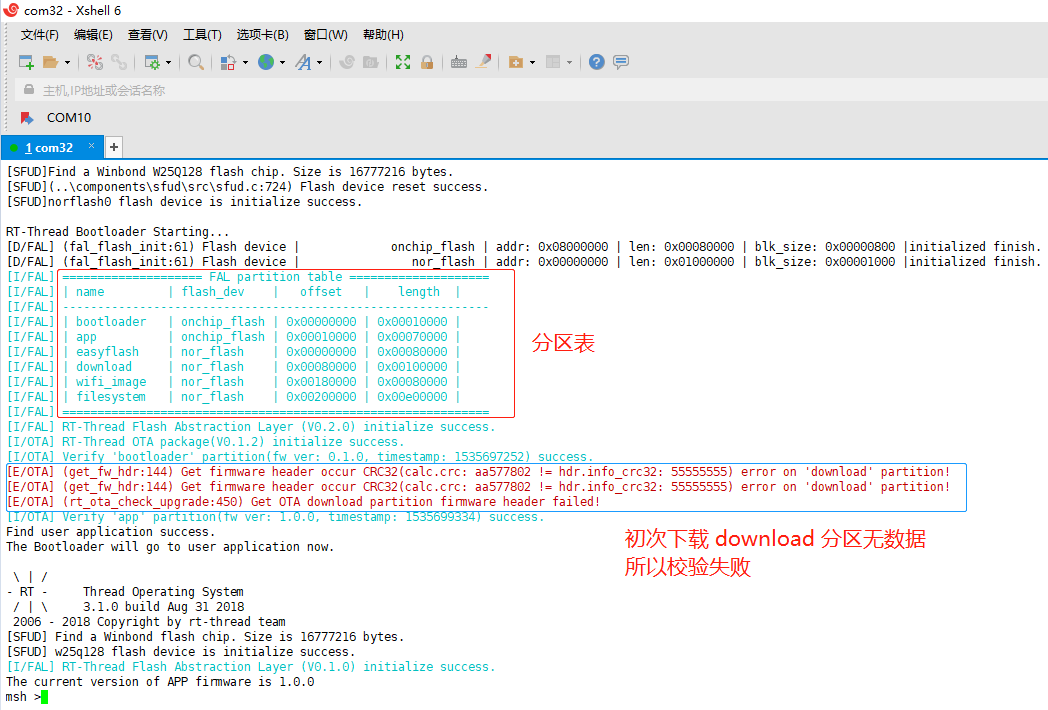 com32 - Xshell 6
文件(F) 编辑(E) 查看(V) 工具(T) 选项卡(B) 窗口(W) 帮助(H)
主机,IP地址或会话名称
COM10
1 com32 × +
[SFUD]Find a Winbond W25Q128 flash chip. Size is 16777216 bytes.
[SFUD](..\components\sfud\src\sfud.c:724) Flash device reset success.
[SFUD]norflash0 flash device is initialize success.
RT-Thread Bootloader Starting...
[D/FAL] (fal_flash_init:61) Flash device |             onchip_flash | addr: 0x08000000 | len: 0x00080000 | blk_size: 0x00000800 |initialized finish.
[D/FAL] (fal_flash_init:61) Flash device |                nor_flash | addr: 0x00000000 | len: 0x01000000 | blk_size: 0x00001000 |initialized finish.
[I/FAL] ==================== FAL partition table ====================
[I/FAL] | name         | flash_dev    |   offset   |    length  |
[I/FAL] -------------------------------------------------------------
[I/FAL] | bootloader   | onchip_flash | 0x00000000 | 0x00010000 |
[I/FAL] | app          | onchip_flash | 0x00010000 | 0x00070000 |
[I/FAL] | easyflash    | nor_flash    | 0x00000000 | 0x00080000 |
[I/FAL] | download     | nor_flash    | 0x00080000 | 0x00100000 |
[I/FAL] | wifi_image   | nor_flash    | 0x00180000 | 0x00080000 |
[I/FAL] | filesystem   | nor_flash    | 0x00200000 | 0x00e00000 |
[I/FAL] =============================================================
分区表
[I/FAL] RT-Thread Flash Abstraction Layer (V0.2.0) initialize success.
[I/OTA] RT-Thread OTA package(V0.1.2) initialize success.
[I/OTA] Verify 'bootloader' partition(fw ver: 0.1.0, timestamp: 1535697252) success.
[E/OTA] (get_fw_hdr:144) Get firmware header occur CRC32(calc.crc: aa577802 != hdr.info_crc32: 55555555) error on 'download' partition!
[E/OTA] (get_fw_hdr:144) Get firmware header occur CRC32(calc.crc: aa577802 != hdr.info_crc32: 55555555) error on 'download' partition!
[E/OTA] (rt_ota_check_upgrade:450) Get OTA download partition firmware header failed!
[I/OTA] Verify 'app' partition(fw ver: 1.0.0, timestamp: 1535699334) success.
Find user application success.
The Bootloader will go to user application now.
初次下载 download 分区无数据
所以校验失败
 \ | /
- RT -     Thread Operating System
 / | \     3.1.0 build Aug 31 2018
 2006 - 2018 Copyright by rt-thread team
[SFUD] Find a Winbond flash chip. Size is 16777216 bytes.
[SFUD] w25q128 flash device is initialize success.
[I/FAL] RT-Thread Flash Abstraction Layer (V0.1.0) initialize success.
The current version of APP firmware is 1.0.0
msh >